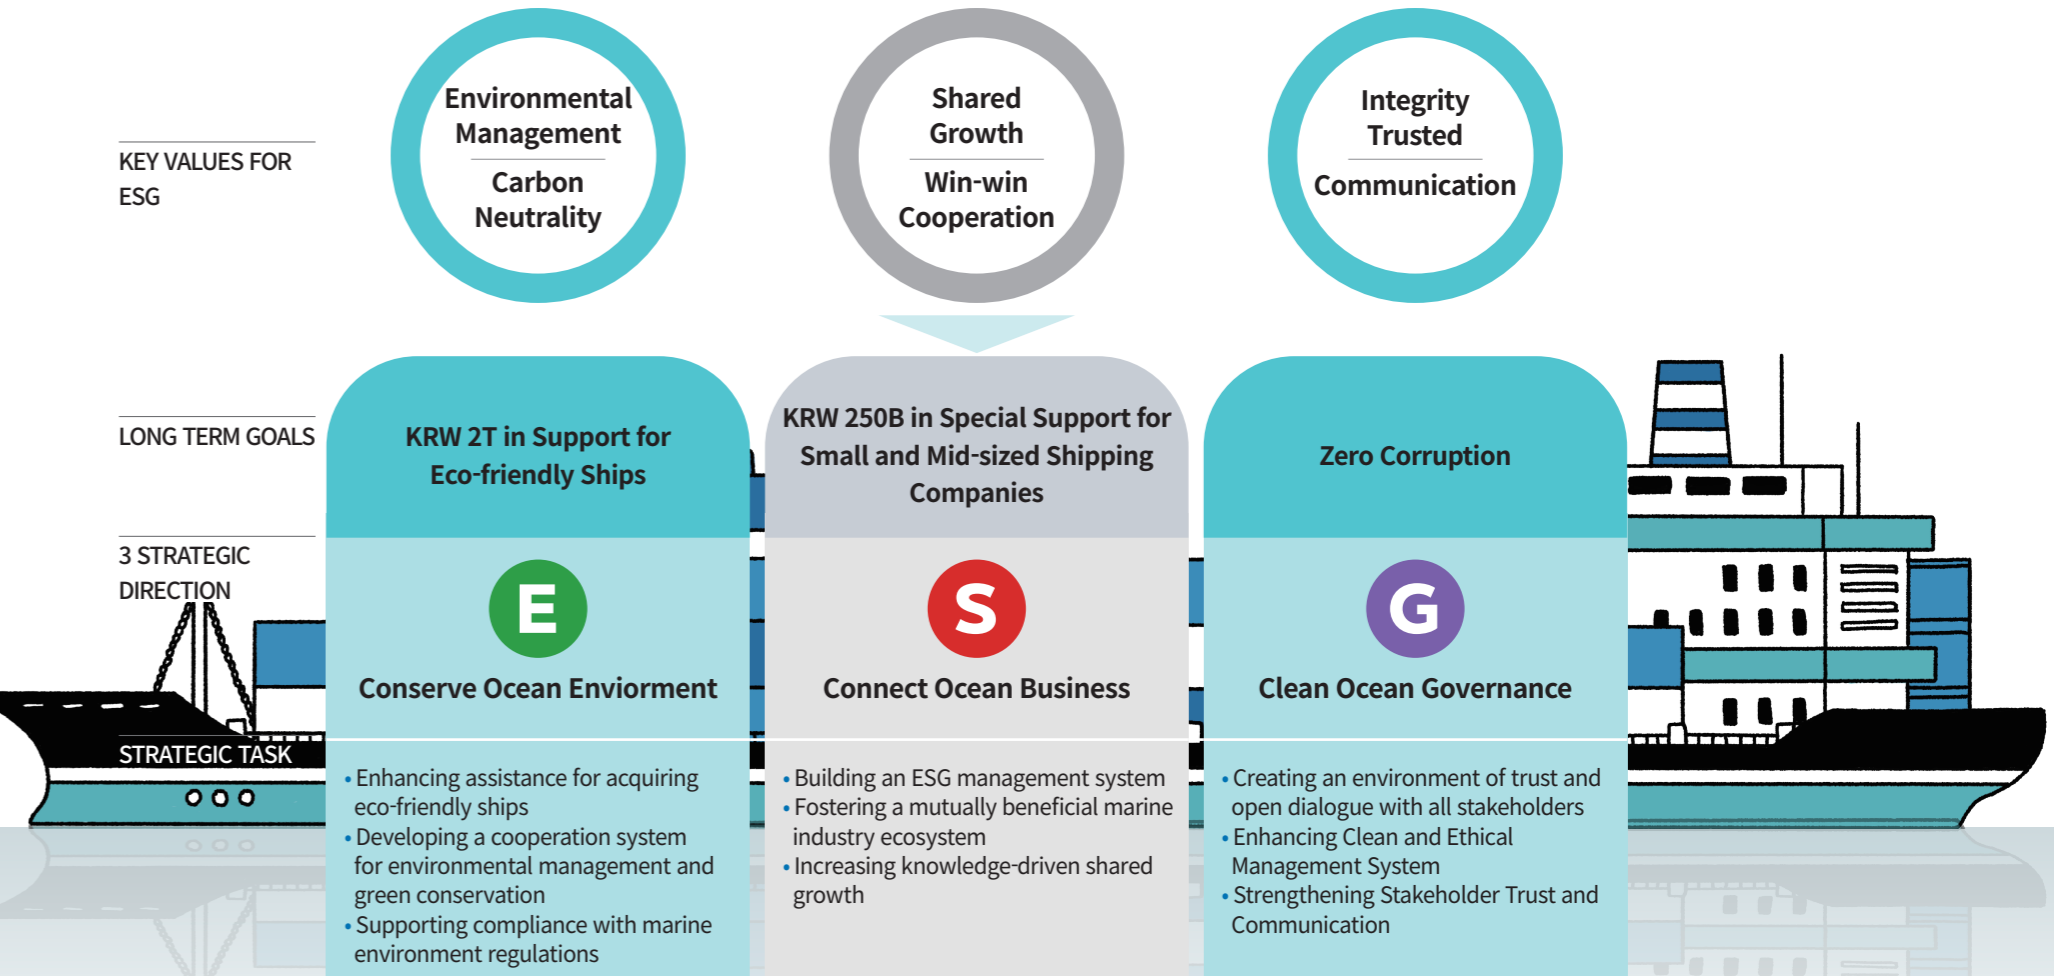 KEY VALUES FOR
ESG
Environmental
Management
Carbon
Neutrality
Shared
Growth
Win-win
Cooperation
Integrity
Trusted
Communication
LONG TERM GOALS
KRW 2T in Support for
Eco-friendly Ships
KRW 250B in Special Support for
Small and Mid-sized Shipping
Companies
Zero Corruption
3 STRATEGIC
DIRECTION
E
Conserve Ocean Enviorment
S
Connect Ocean Business
G
Clean Ocean Governance
STRATEGIC TASK
• Enhancing assistance for acquiring
eco-friendly ships
• Developing a cooperation system
for environmental management and
green conservation
• Supporting compliance with marine
environment regulations
• Building an ESG management system
• Fostering a mutually beneficial marine
industry ecosystem
• Increasing knowledge-driven shared
growth
• Creating an environment of trust and
open dialogue with all stakeholders
• Enhancing Clean and Ethical
Management System
• Strengthening Stakeholder Trust and
Communication